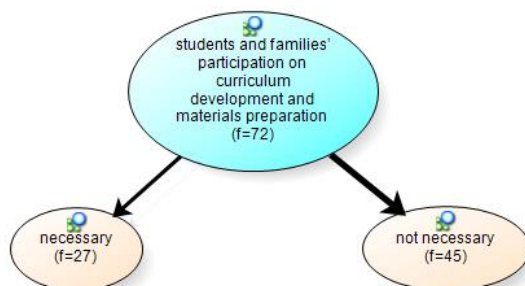 students and families'
participation on
curriculum
development and
materials preparation
(f=72)
necessary
(f=27)
not necessary
(f=45)